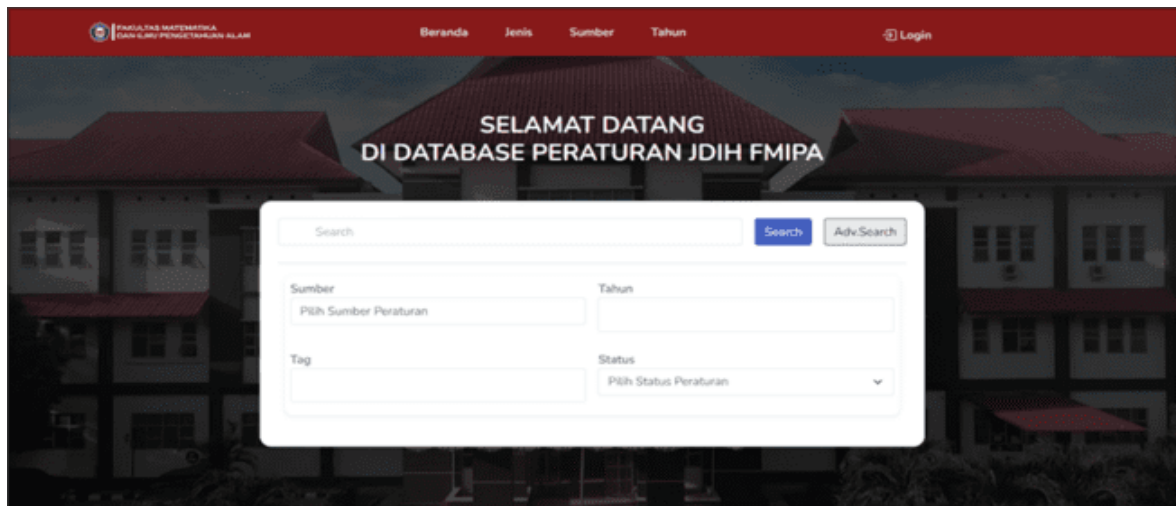 FAKULTAS MATEMATIKA
DAN ILMU PENGETAHUAN ALAM
Beranda
Jenis
Sumber
Tahun
Login
SELAMAT DATANG
DI DATABASE PERATURAN JDIH FMIPA
Search
Search
Adv.Search
Sumber
Tahun
Pilih Sumber Peraturan
Tag
Status
Pilih Status Peraturan